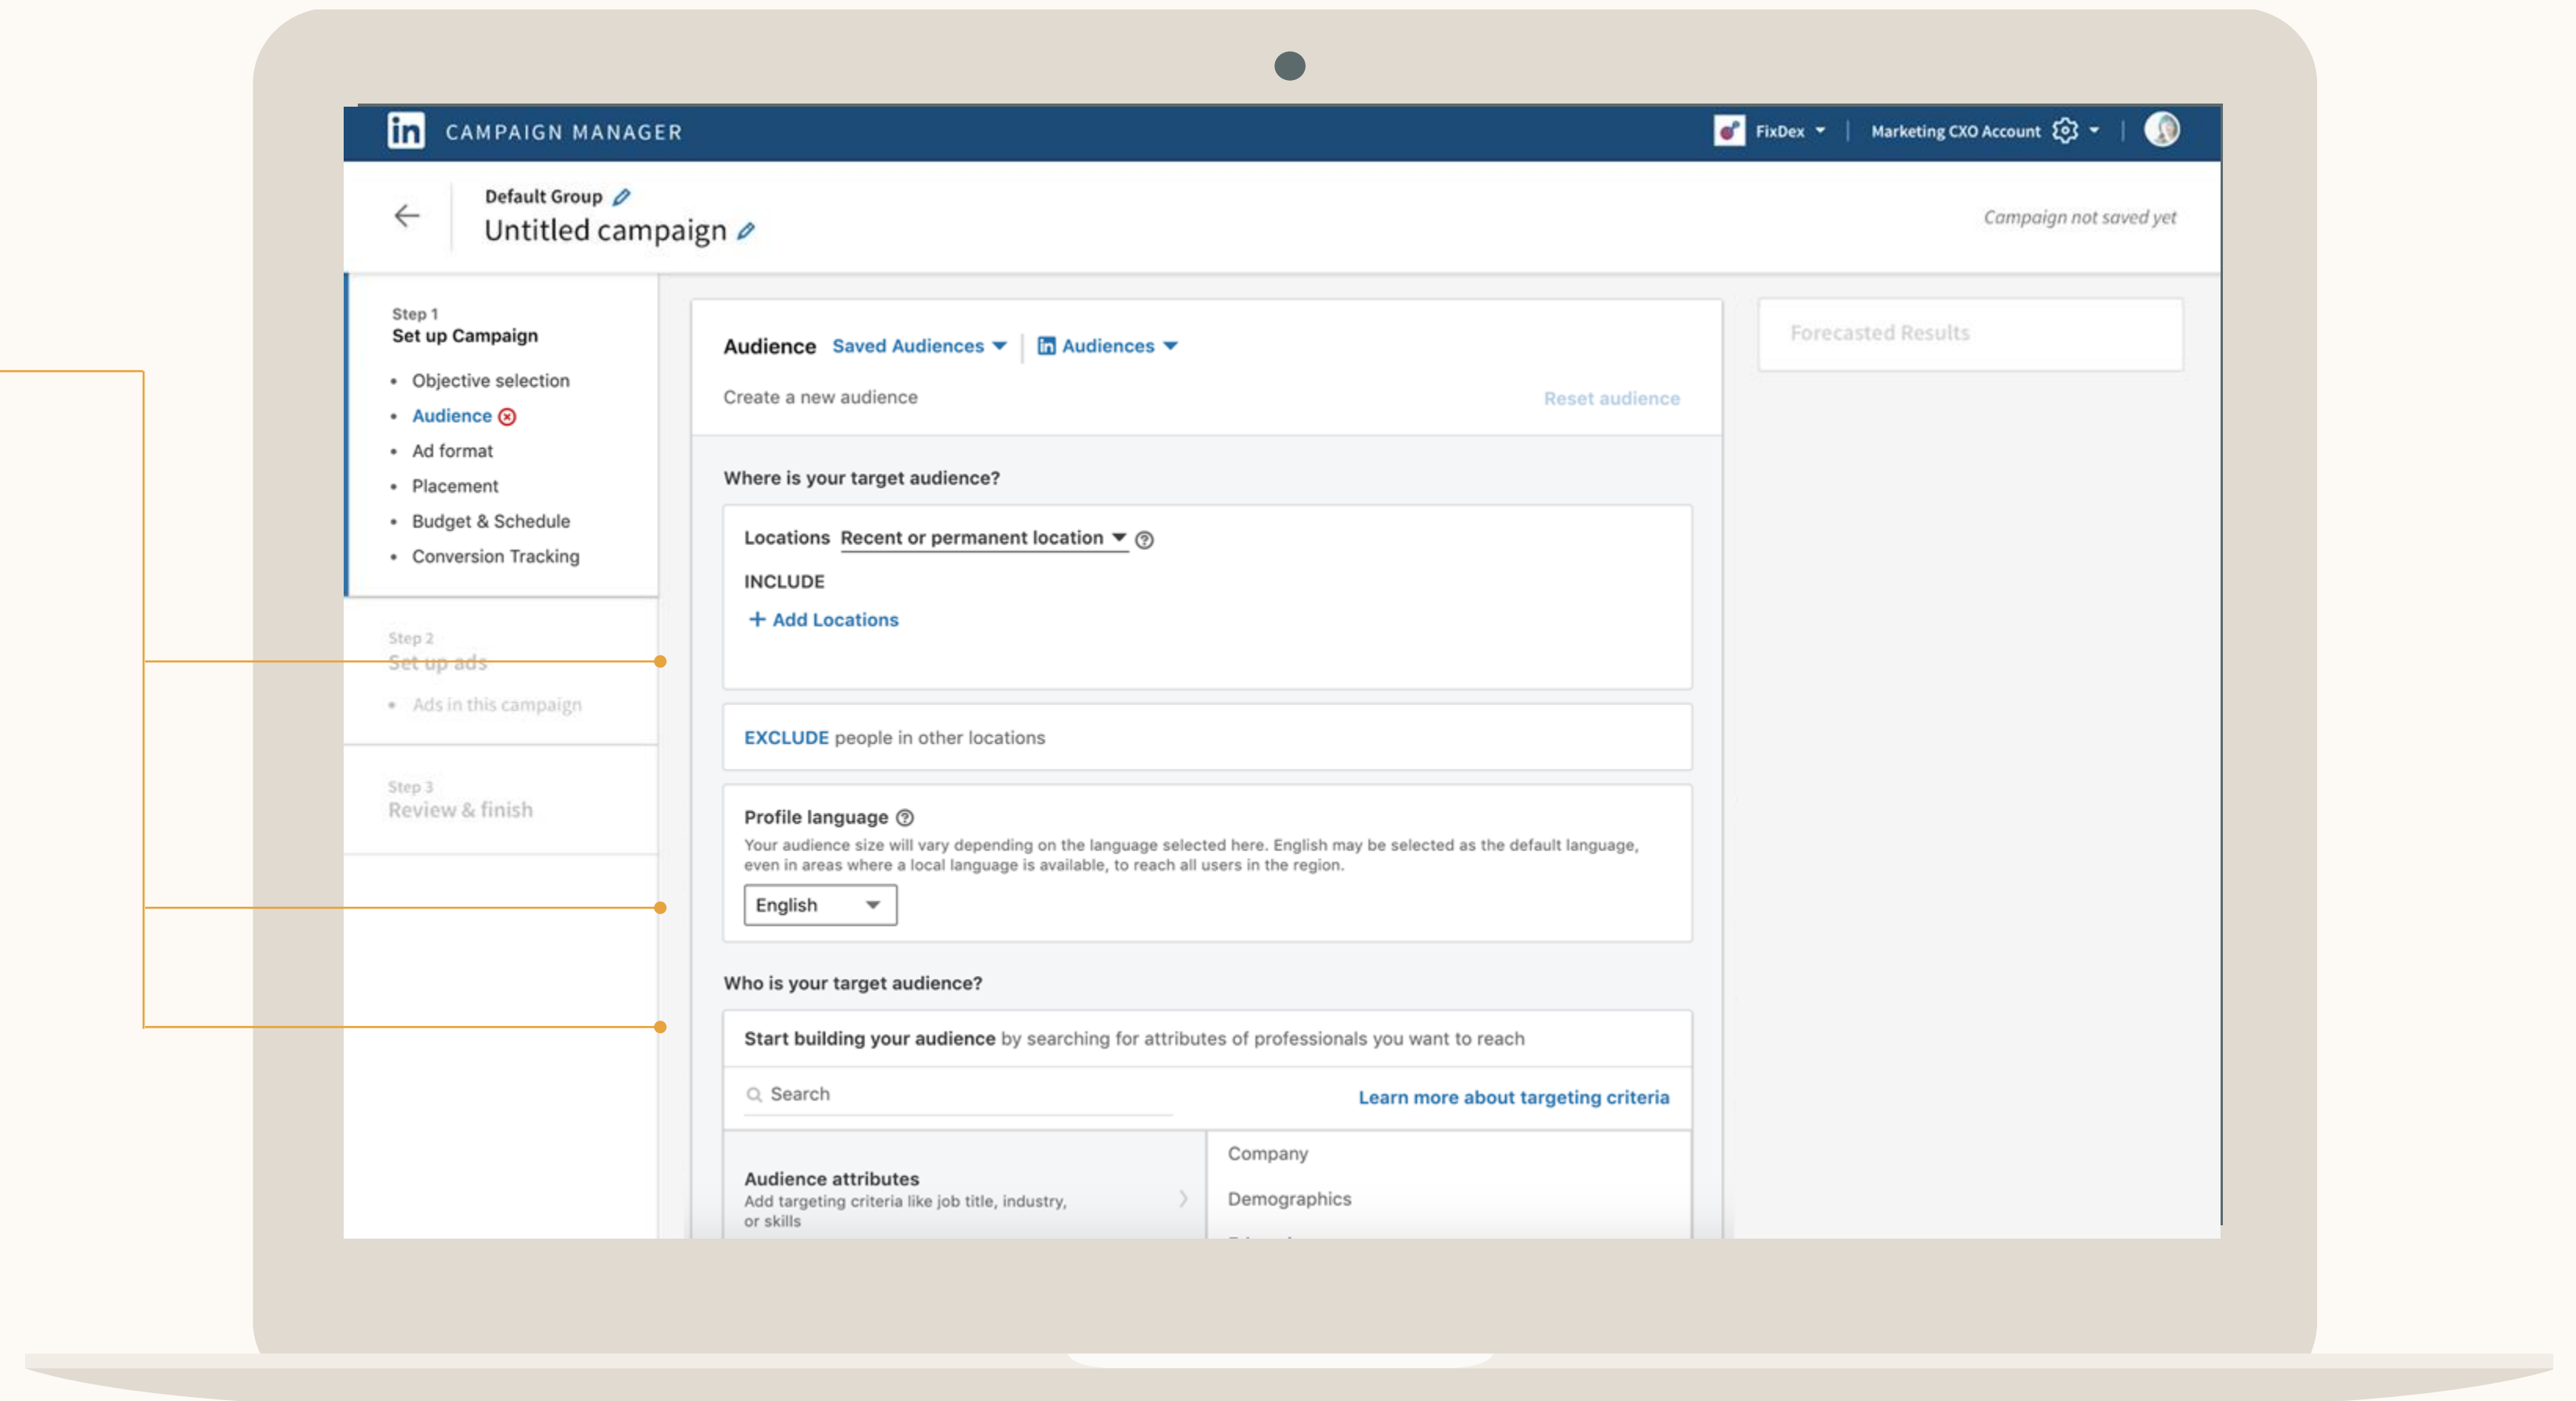 in CAMPAIGN MANAGER
FixDex
Marketing CXO Account
Default Group
Untitled campaign
Campaign not saved yet
Step 1
Set up Campaign
• Objective selection
• Audience
• Ad format
• Placement
• Budget & Schedule
• Conversion Tracking
Step 2
Set up ads
• Ads in this campaign
Step 3
Review & finish
Audience Saved Audiences in Audiences
Create a new audience
Reset audience
Where is your target audience?
Locations Recent or permanent location
INCLUDE
+ Add Locations
EXCLUDE people in other locations
Profile language
Your audience size will vary depending on the language selected here. English may be selected as the default language,
even in areas where a local language is available, to reach all users in the region.
English
Who is your target audience?
Start building your audience by searching for attributes of professionals you want to reach
Search
Learn more about targeting criteria
Audience attributes
Add targeting criteria like job title, industry,
or skills
Company
Demographics
Forecasted Results